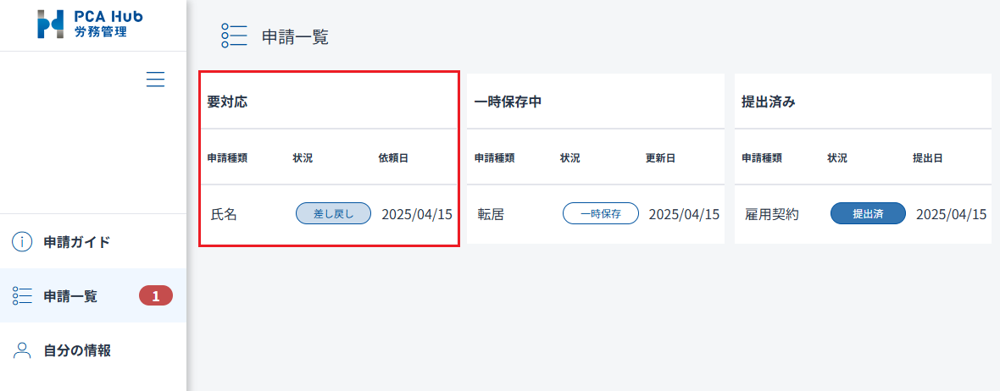 PCA Hub
労務管理
申請ガイド
申請一覧 1
自分の情報
申請一覧
要対応
申請種類 状況 依頼日
氏名 差し戻し 2025/04/15
一時保存中
申請種類 状況 更新日
転居 一時保存 2025/04/15
提出済み
申請種類 状況 提出日
雇用契約 提出済 2025/04/15